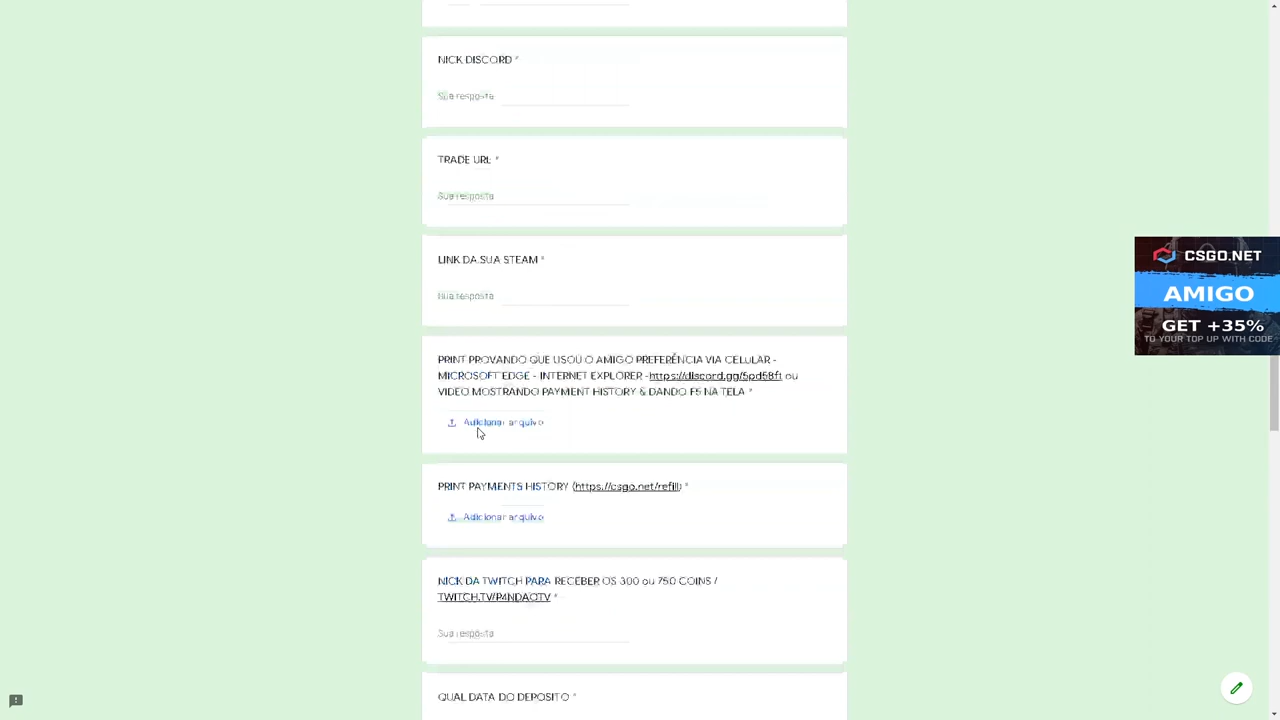 NICK DISCORD *
Sua resposta
TRADE URL *
Sua resposta
LINK DA SUA STEAM *
Sua resposta
PRINT PROVANDO QUE USOU O AMIGO PREFERÊNCIA VIA CELULAR -
MICROSOFT EDGE - INTERNET EXPLORER -https://discord.gg/5pd58f1 ou
VIDEO MOSTRANDO PAYMENT HISTORY & DANDO F5 NA TELA *
Adicionar arquivo
PRINT PAYMENTS HISTORY (https://csgo.net/refill) *
Adicionar arquivo
NICK DA TWITCH PARA RECEBER OS 300 ou 750 COINS /
TWITCH.TV/P4NDAOTV *
Sua resposta
QUAL DATA DO DEPOSITO *
CSGO.NET
AMIGO
GET +35%
TO YOUR TOP UP WITH CODE